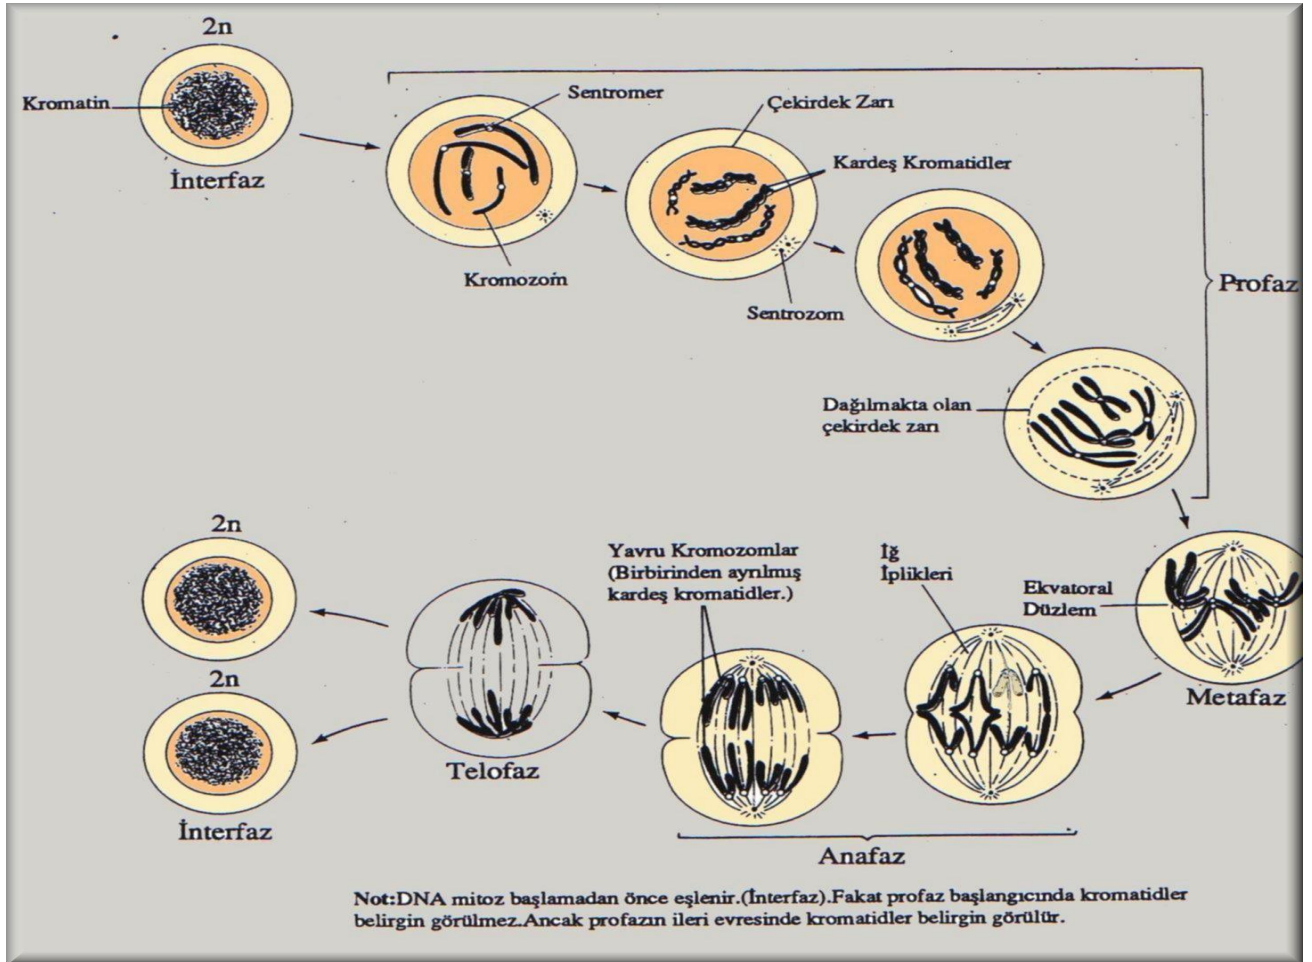 2n
Kromatin
İnterfaz
Sentromer
Kromozom
Çekirdek Zarı
Kardeş Kromatidler
Sentrozom
Profaz
Dağılmakta olan
çekirdek zarı
Ekvatoral
Düzlem
Metafaz
İğ
İplikleri
Yavru Kromozomlar
(Birbirinden ayrılmış
kardeş kromatidler.)
Anafaz
Telofaz
2n
2n
İnterfaz
Not:DNA mitoz başlamadan önce eşlenir.(İnterfaz).Fakat profaz başlangıcında kromatidler
belirgin görülmez.Ancak profazın ileri evresinde kromatidler belirgin görülür.